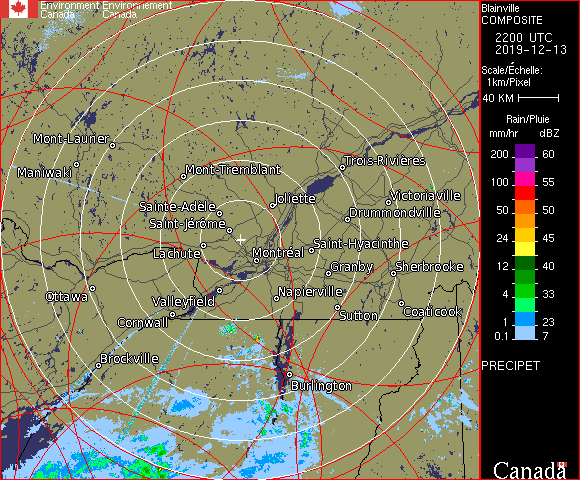 Environment Environnement
Canada Canada
Blainville
COMPOSITE
2200 UTC
2019-12-13
Scale/Échelle:
1km/Pixel
40 KM
Rain/Pluie
mm/hr dBZ
200 60
100 55
50 50
24 45
12 40
4 33
1 23
0.1 7
PRECIPET
Canada
Mont-Laurier
Maniwaki
Mont-Tremblant
Trois-Rivières
Joliette
Victoriaville
Sainte-Adèle
Drummondville
Saint-Jérôme
Saint-Hyacinthe
Lachute
Montréal
Granby
Sherbrooke
Ottawa
Valleyfield
Napierville
Cornwall
Sutton
Coaticook
Brockville
Burlington